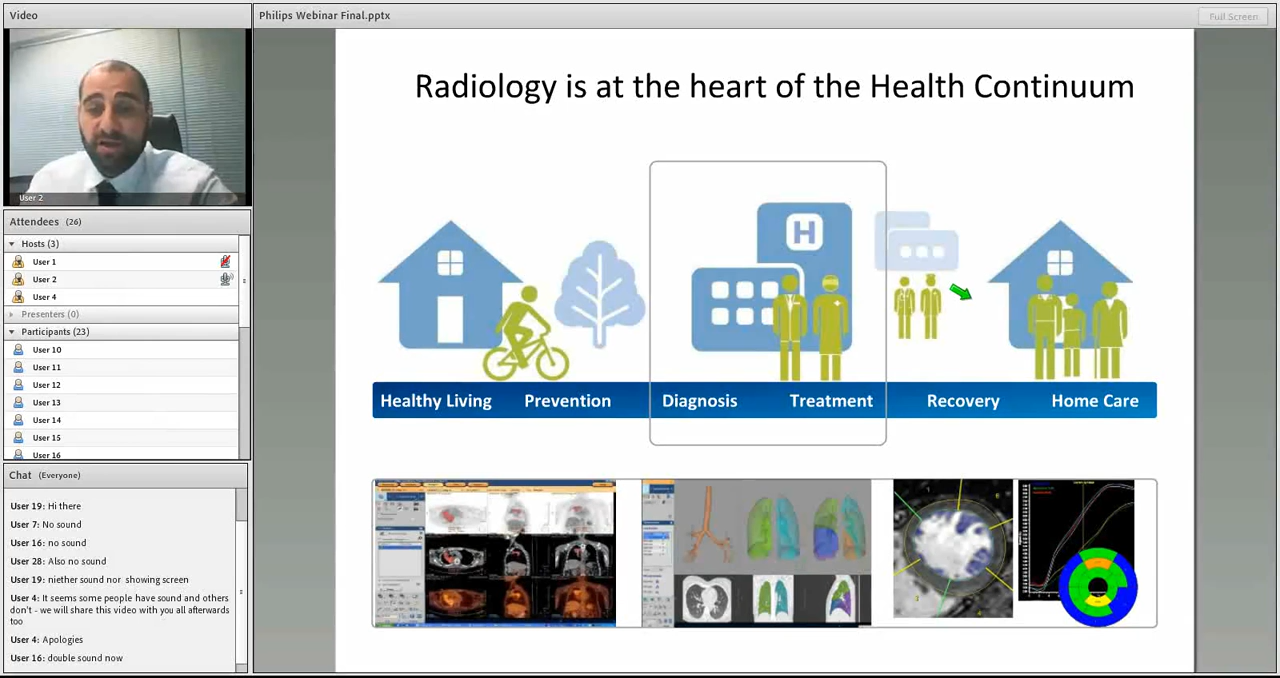 Video
Philips Webinar Final.pptx
Full Screen
User 2
Attendees (26)
Hosts (3)
User 1
User 2
User 4
Presenters (0)
Participants (23)
User 10
User 11
User 12
User 13
User 14
User 15
User 16
Chat (Everyone)
User 19: Hi there
User 7: No sound
User 16: no sound
User 28: Also no sound
User 19: niether sound nor showing screen
User 4: It seems some people have sound and others
don't - we will share this video with you all afterwards
too
User 4: Apologies
User 16: double sound now
Radiology is at the heart of the Health Continuum
H
Healthy Living Prevention Diagnosis Treatment Recovery Home Care